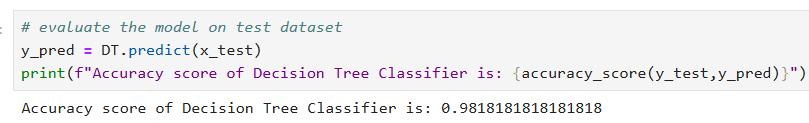 # evaluate the model on test dataset
y_pred = DT.predict(x_test)
print(f"Accuracy score of Decision Tree Classifier is: {accuracy_score(y_test,y_pred)}")
Accuracy score of Decision Tree Classifier is: 0.9818181818181818